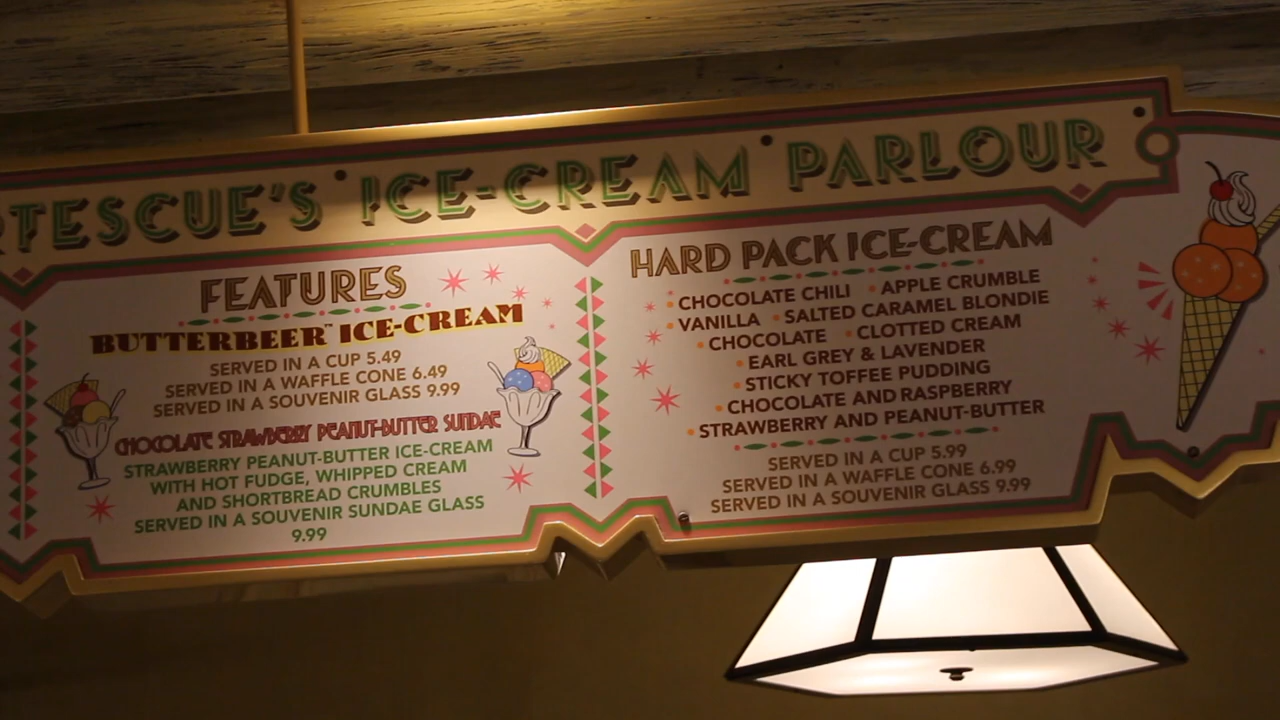 RTESCUE'S ICE-CREAM PARLOUR
FEATURES
BUTTERBEER™ ICE-CREAM
SERVED IN A CUP 5.49
SERVED IN A WAFFLE CONE 6.49
SERVED IN A SOUVENIR GLASS 9.99
CHOCOLATE STRAWBERRY PEANUT-BUTTER SUNDAE
STRAWBERRY PEANUT-BUTTER ICE-CREAM
WITH HOT FUDGE, WHIPPED CREAM
AND SHORTBREAD CRUMBLES
SERVED IN A SOUVENIR SUNDAE GLASS
9.99
HARD PACK ICE-CREAM
• CHOCOLATE CHILI • APPLE CRUMBLE
• VANILLA • SALTED CARAMEL BLONDIE
• CHOCOLATE • CLOTTED CREAM
• EARL GREY & LAVENDER
• STICKY TOFFEE PUDDING
• CHOCOLATE AND RASPBERRY
• STRAWBERRY AND PEANUT-BUTTER
SERVED IN A CUP 5.99
SERVED IN A WAFFLE CONE 6.99
SERVED IN A SOUVENIR GLASS 9.99